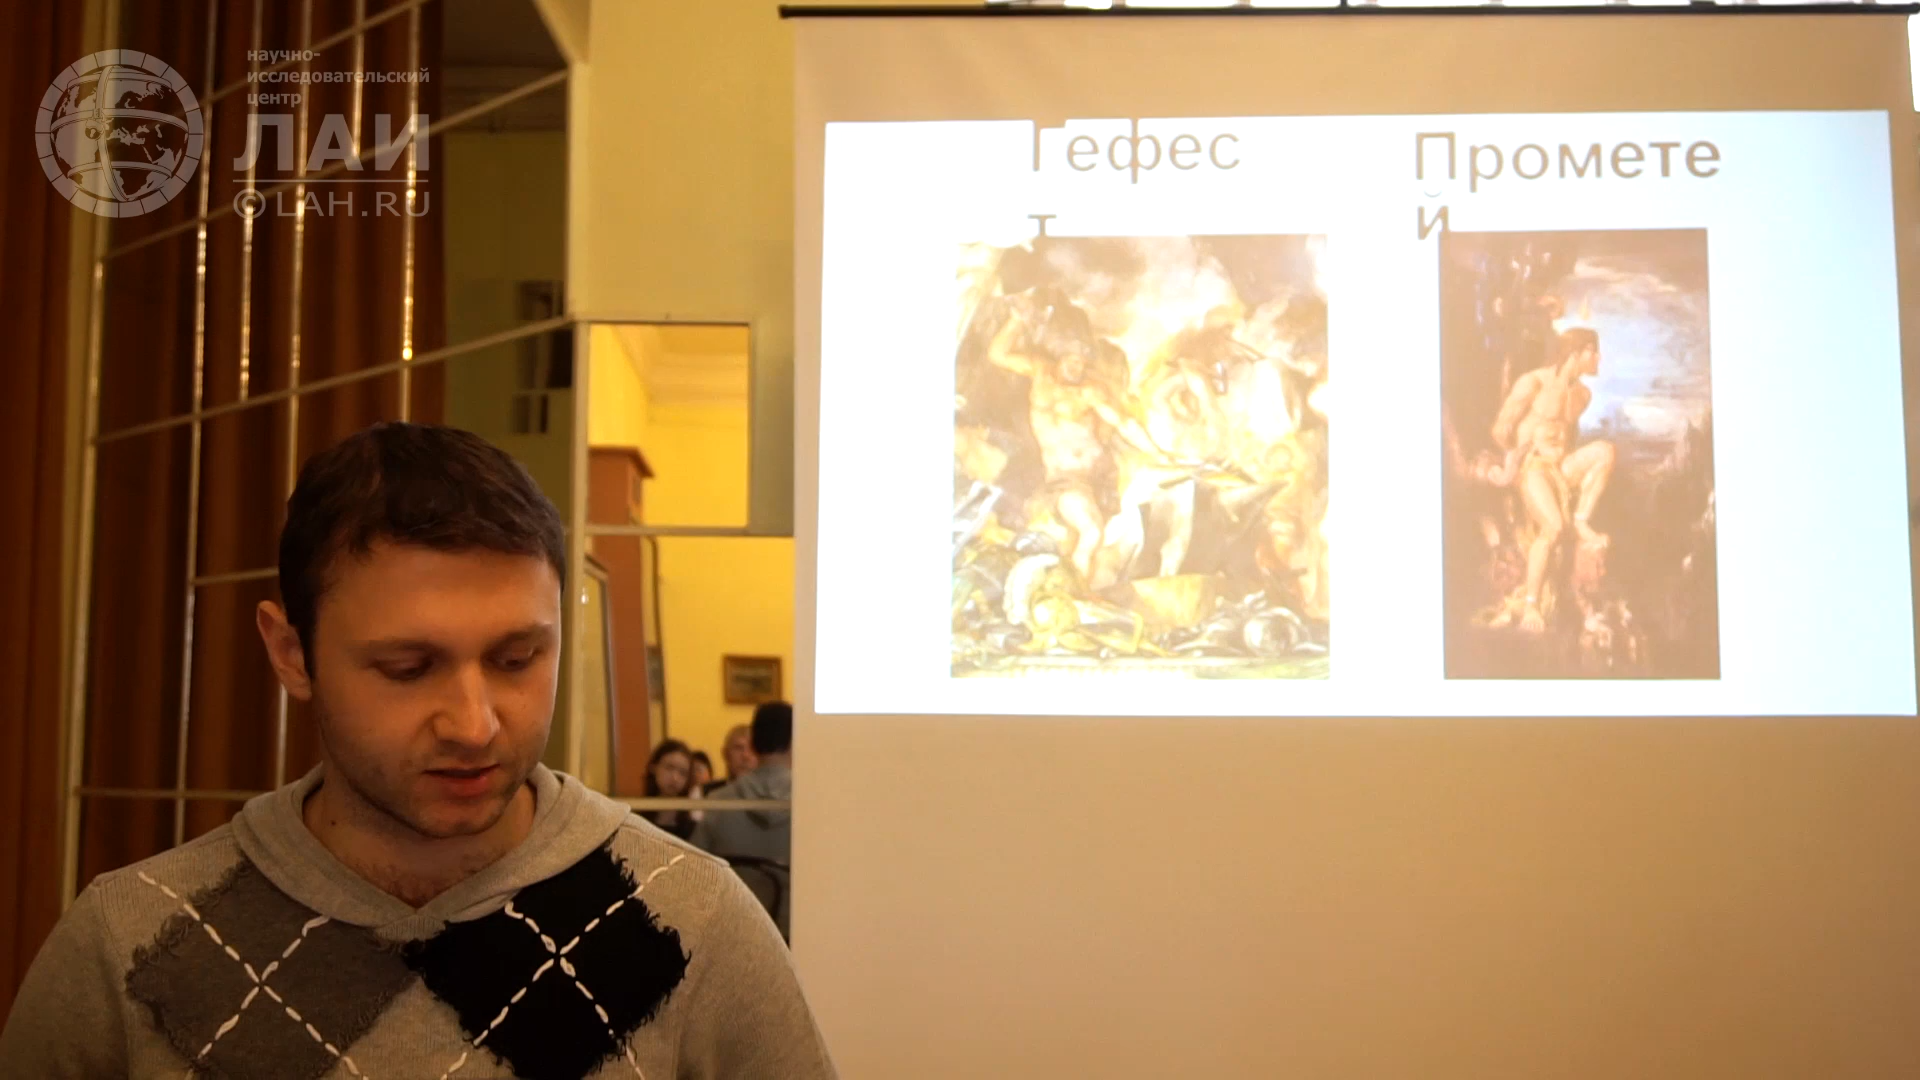 научно-
исследовательский
центр
ЛАИ
© LAH.RU
Гефес
т
Промете
й